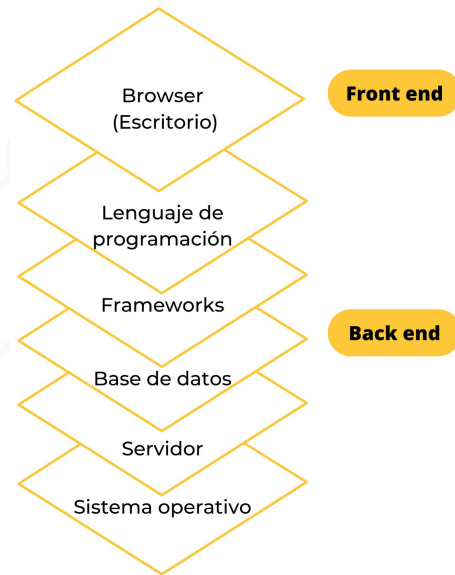 Browser
(Escritorio)
Front end
Lenguaje de
programación
Frameworks
Back end
Base de datos
Servidor
Sistema operativo